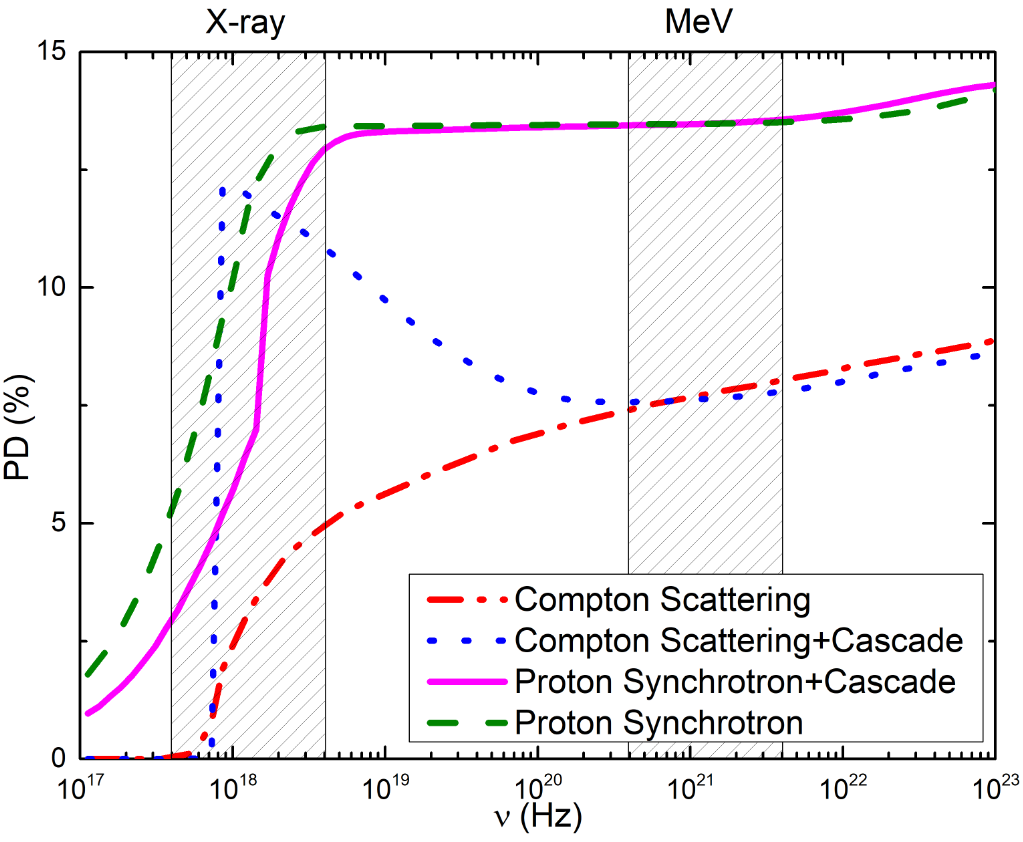 X-ray MeV
15
10
5
0
PD (%)
10^17 10^18 10^19 10^20 10^21 10^22 10^23
ν (Hz)
Compton Scattering
Compton Scattering+Cascade
Proton Synchrotron+Cascade
Proton Synchrotron